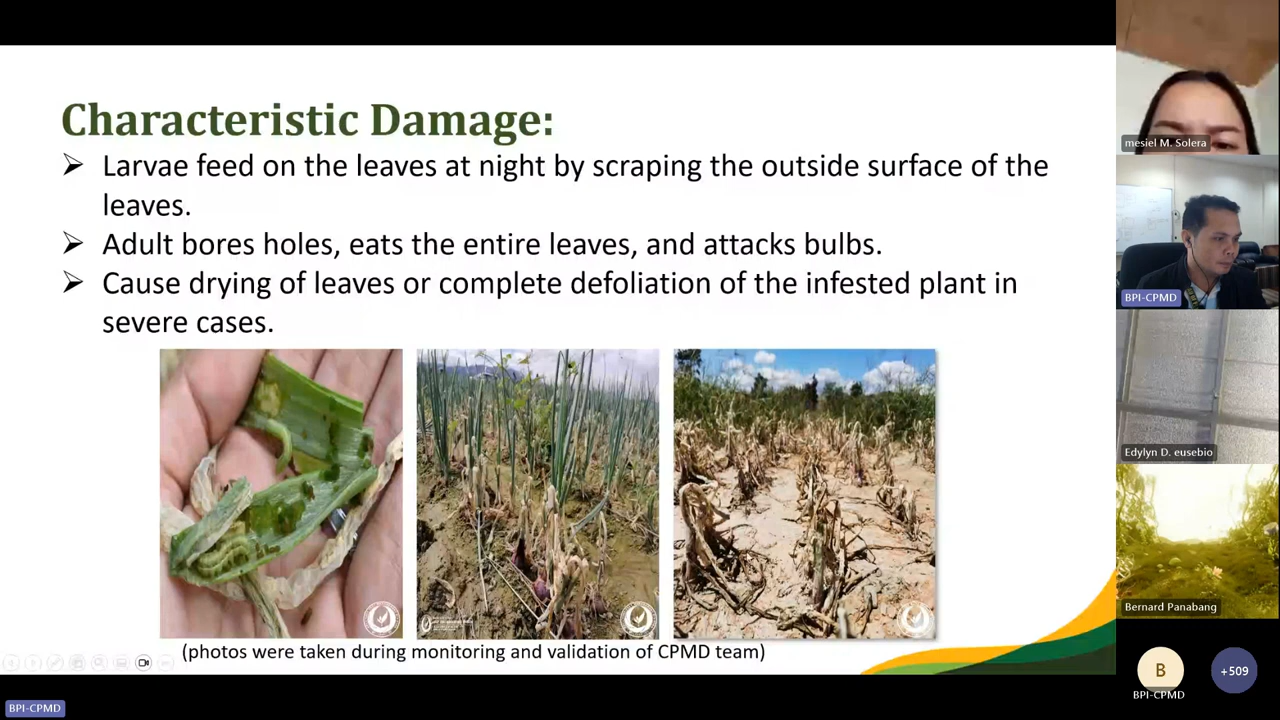 Characteristic Damage:
Larvae feed on the leaves at night by scraping the outside surface of the
leaves.
Adult bores holes, eats the entire leaves, and attacks bulbs.
Cause drying of leaves or complete defoliation of the infested plant in
severe cases.
(photos were taken during monitoring and validation of CPMD team)
mesiel M. Solera
BPI-CPMD
Edylyn D. eusebio
Bernard Panabang
B
+509
BPI-CPMD
BPI-CPMD